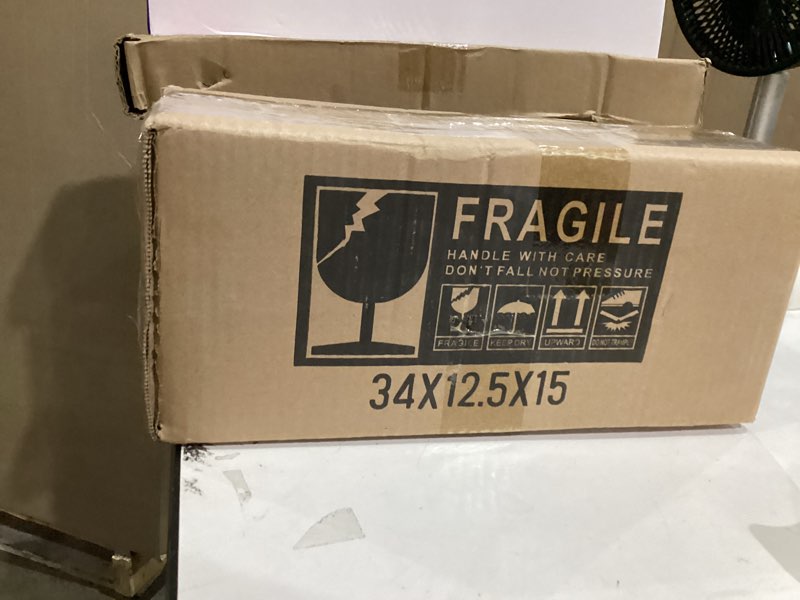 FRAGILE
HANDLE WITH CARE
DON'T FALL NOT PRESSURE
FRAGILE KEEP DRY UPWARD DO NOT TRAMPLE
34X12.5X15